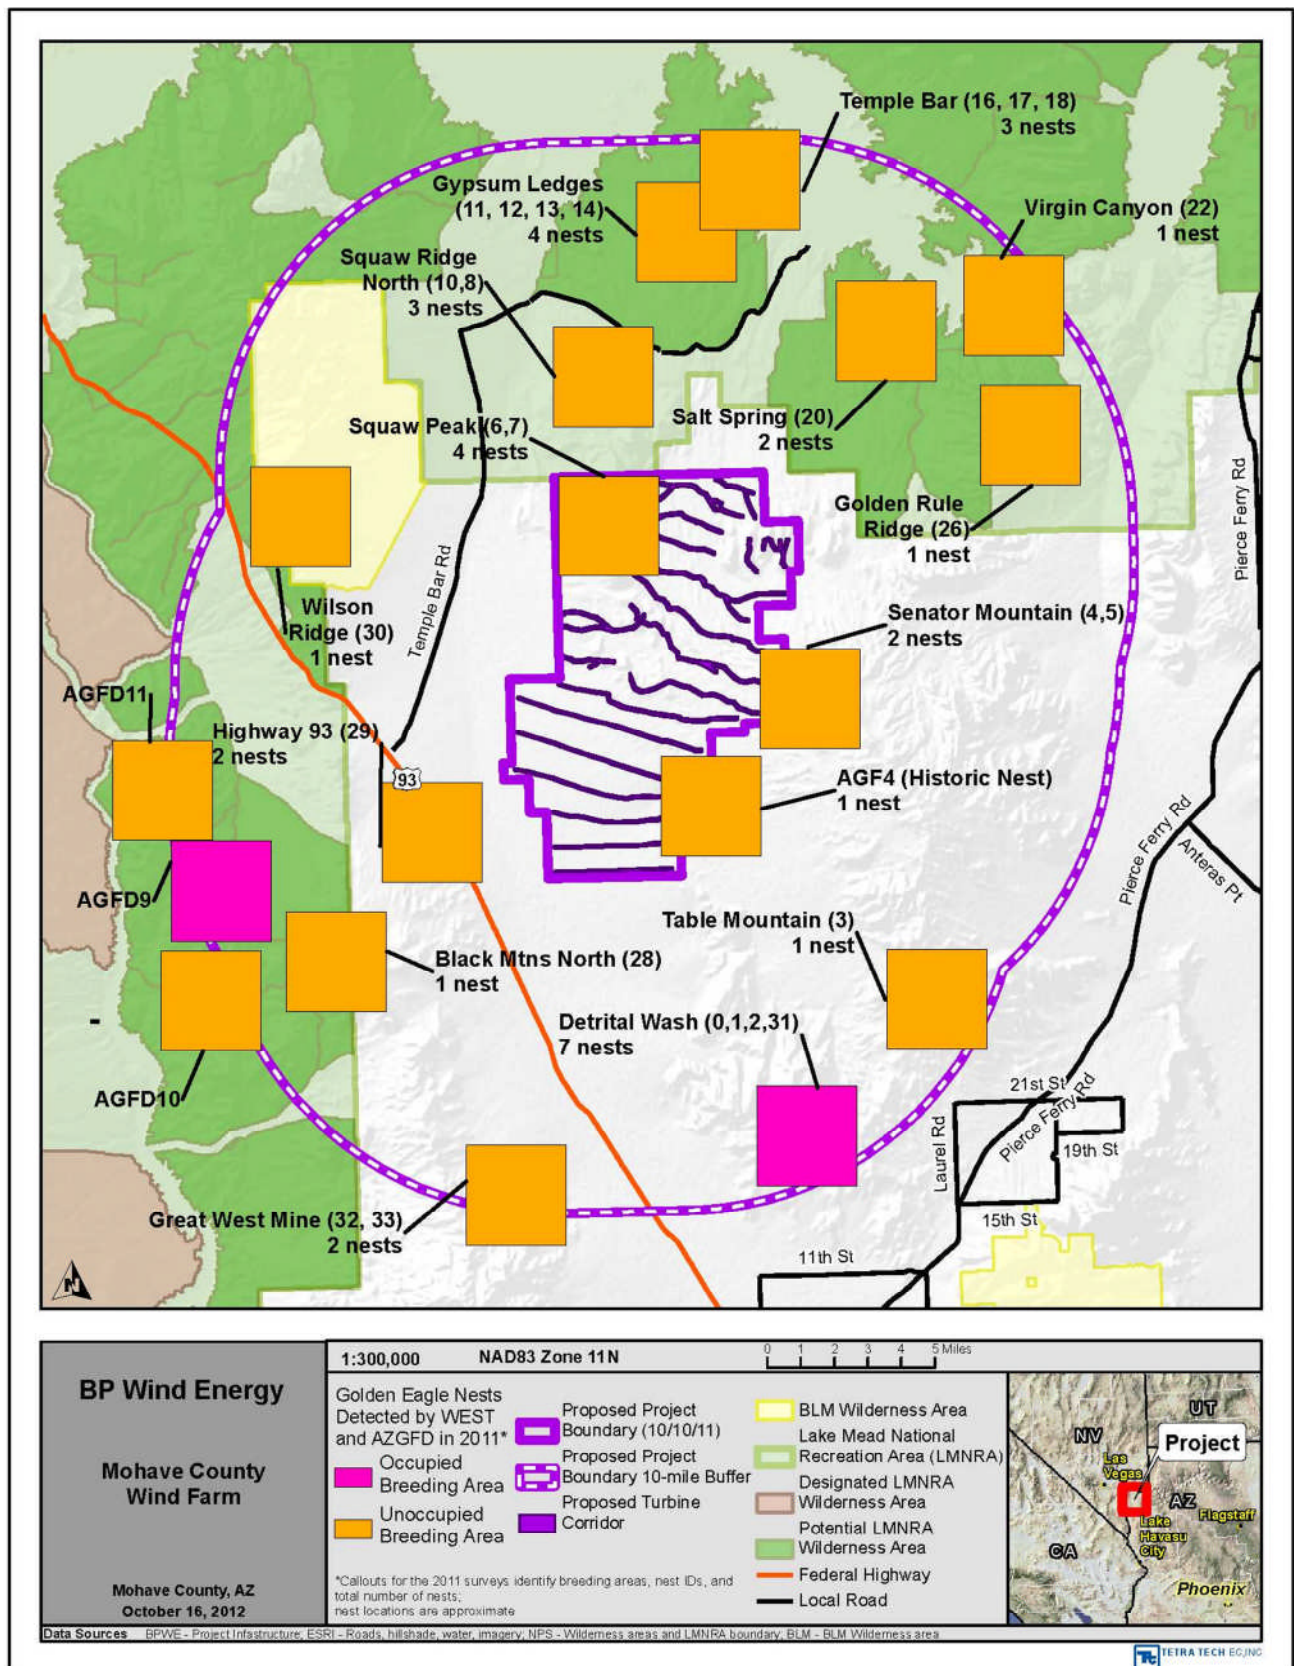 Temple Bar (16, 17, 18)
3 nests
Gypsum Ledges
(11, 12, 13, 14)
4 nests
Virgin Canyon (22)
1 nest
Squaw Ridge
North (10,8)
3 nests
Squaw Peak (6,7)
4 nests
Salt Spring (20)
2 nests
Golden Rule
Ridge (26)
1 nest
Pierce Ferry Rd
Temple Bar Rd
Wilson
Ridge (30)
1 nest
Senator Mountain (4,5)
2 nests
AGFD11
Highway 93 (29)
2 nests
93
AGF4 (Historic Nest)
1 nest
Pierce Ferry Rd
Anteras Pt
AGFD9
Table Mountain (3)
1 nest
Black Mtns North (28)
1 nest
Detrital Wash (0,1,2,31)
7 nests
AGFD10
21st St
Pierce Ferry Rd
19th St
Laurel Rd
15th St
Great West Mine (32, 33)
2 nests
11th St
N
BP Wind Energy
Mohave County
Wind Farm
Mohave County, AZ
October 16, 2012
1:300,000
NAD83 Zone 11N
0 1 2 3 4 5 Miles
Golden Eagle Nests
Detected by WEST
and AZGFD in 2011*
Occupied
Breeding Area
Unoccupied
Breeding Area
Proposed Project
Boundary (10/10/11)
Proposed Project
Boundary 10-mile Buffer
Proposed Turbine
Corridor
BLM Wilderness Area
Lake Mead National
Recreation Area (LMNRA)
Designated LMNRA
Wilderness Area
Potential LMNRA
Wilderness Area
Federal Highway
Local Road
*Callouts for the 2011 surveys identify breeding areas, nest IDs, and
total number of nests;
nest locations are approximate
NV
UT
Project
Las
Vegas
AZ
Flagstaff
Lake
Havasu
City
CA
Phoenix
Data Sources BPWE - Project Infastructure; ESRI - Roads, hillshade, water, imagery; NPS - Wilderness areas and LMNRA boundary; BLM - BLM Wilderness area
TETRA TECH EC,INC